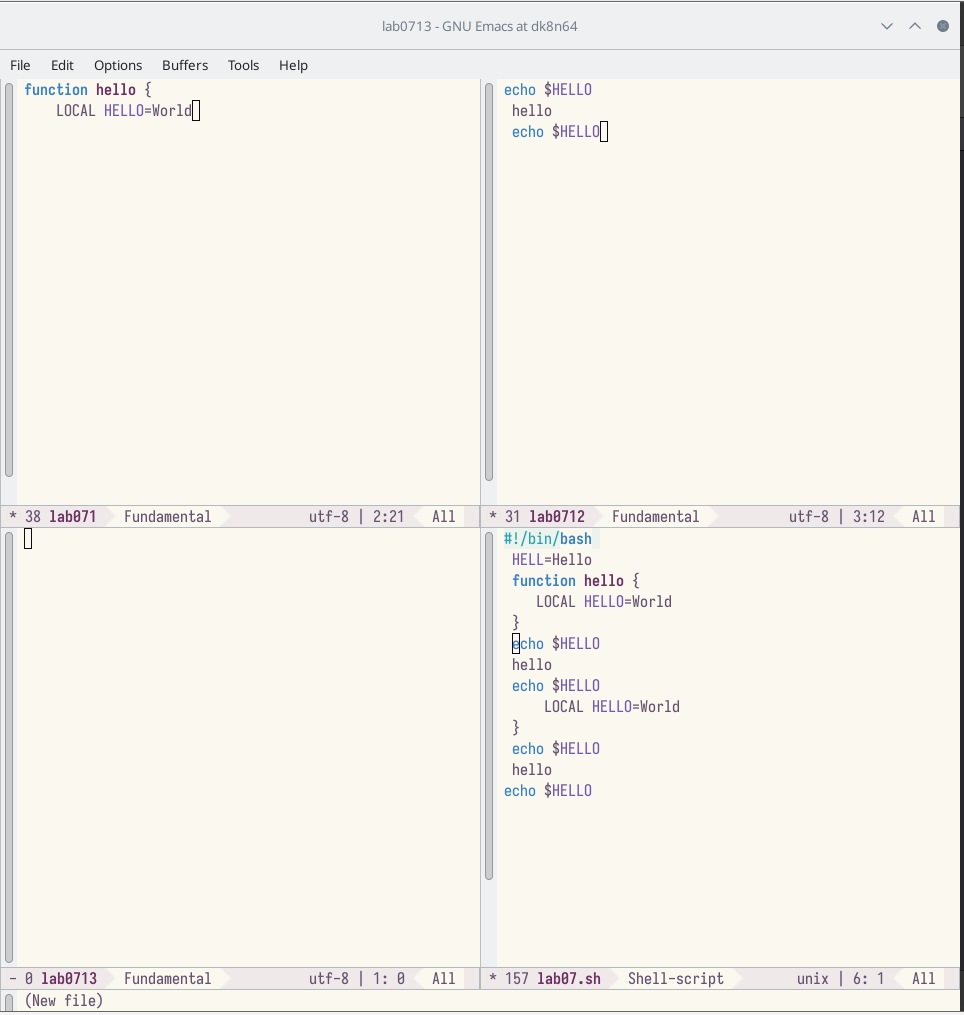 lab0713 - GNU Emacs at dk8n64
File Edit Options Buffers Tools Help
function hello {
    LOCAL HELLO=World
* 38 lab071 Fundamental utf-8 | 2:21 All
echo $HELLO
 hello
 echo $HELLO
* 31 lab0712 Fundamental utf-8 | 3:12 All
- 0 lab0713 Fundamental utf-8 | 1: 0 All
#!/bin/bash
 HELL=Hello
 function hello {
    LOCAL HELLO=World
 }
 echo $HELLO
 hello
 echo $HELLO
     LOCAL HELLO=World
 }
 echo $HELLO
 hello
echo $HELLO
* 157 lab07.sh Shell-script unix | 6: 1 All
(New file)